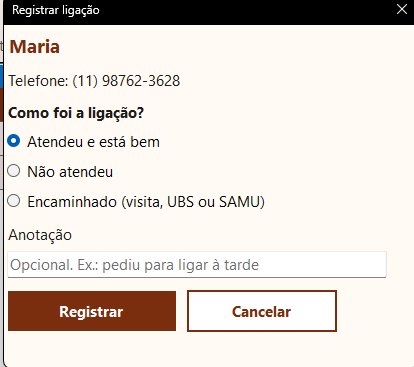 Registrar ligação
Maria
Telefone: (11) 98762-3628
Como foi a ligação?
Atendeu e está bem
Não atendeu
Encaminhado (visita, UBS ou SAMU)
Anotação
Opcional. Ex.: pediu para ligar à tarde
Registrar
Cancelar